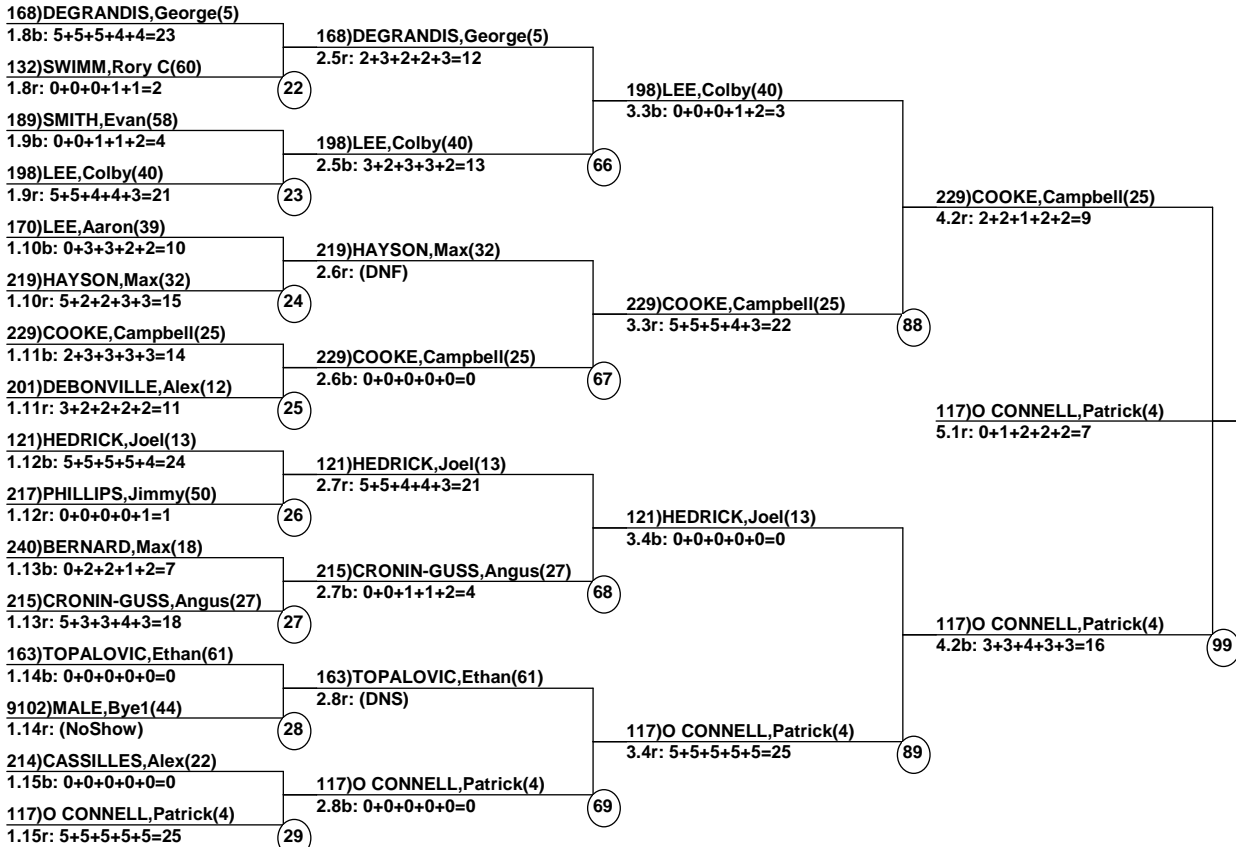 168)DEGRANDIS,George(5)
1.8b: 5+5+5+4+4=23
132)SWIMM,Rory C(60)
1.8r: 0+0+0+1+1=2
22
189)SMITH,Evan(58)
1.9b: 0+0+1+1+2=4
198)LEE,Colby(40)
1.9r: 5+5+4+4+3=21
23
170)LEE,Aaron(39)
1.10b: 0+3+3+2+2=10
219)HAYSON,Max(32)
1.10r: 5+2+2+3+3=15
24
229)COOKE,Campbell(25)
1.11b: 2+3+3+3+3=14
201)DEBONVILLE,Alex(12)
1.11r: 3+2+2+2+2=11
25
121)HEDRICK,Joel(13)
1.12b: 5+5+5+5+4=24
217)PHILLIPS,Jimmy(50)
1.12r: 0+0+0+0+1=1
26
240)BERNARD,Max(18)
1.13b: 0+2+2+1+2=7
215)CRONIN-GUSS,Angus(27)
1.13r: 5+3+3+4+3=18
27
163)TOPALOVIC,Ethan(61)
1.14b: 0+0+0+0+0=0
9102)MALE,Bye1(44)
1.14r: (NoShow)
28
214)CASSILLES,Alex(22)
1.15b: 0+0+0+0+0=0
117)O CONNELL,Patrick(4)
1.15r: 5+5+5+5+5=25
29
168)DEGRANDIS,George(5)
2.5r: 2+3+2+2+3=12
198)LEE,Colby(40)
2.5b: 3+2+3+3+2=13
66
219)HAYSON,Max(32)
2.6r: (DNF)
229)COOKE,Campbell(25)
2.6b: 0+0+0+0+0=0
67
121)HEDRICK,Joel(13)
2.7r: 5+5+4+4+3=21
215)CRONIN-GUSS,Angus(27)
2.7b: 0+0+1+1+2=4
68
163)TOPALOVIC,Ethan(61)
2.8r: (DNS)
117)O CONNELL,Patrick(4)
2.8b: 0+0+0+0+0=0
69
198)LEE,Colby(40)
3.3b: 0+0+0+1+2=3
229)COOKE,Campbell(25)
3.3r: 5+5+5+4+3=22
88
121)HEDRICK,Joel(13)
3.4b: 0+0+0+0+0=0
117)O CONNELL,Patrick(4)
3.4r: 5+5+5+5+5=25
89
229)COOKE,Campbell(25)
4.2r: 2+2+1+2+2=9
117)O CONNELL,Patrick(4)
5.1r: 0+1+2+2+2=7
117)O CONNELL,Patrick(4)
4.2b: 3+3+4+3+3=16
99